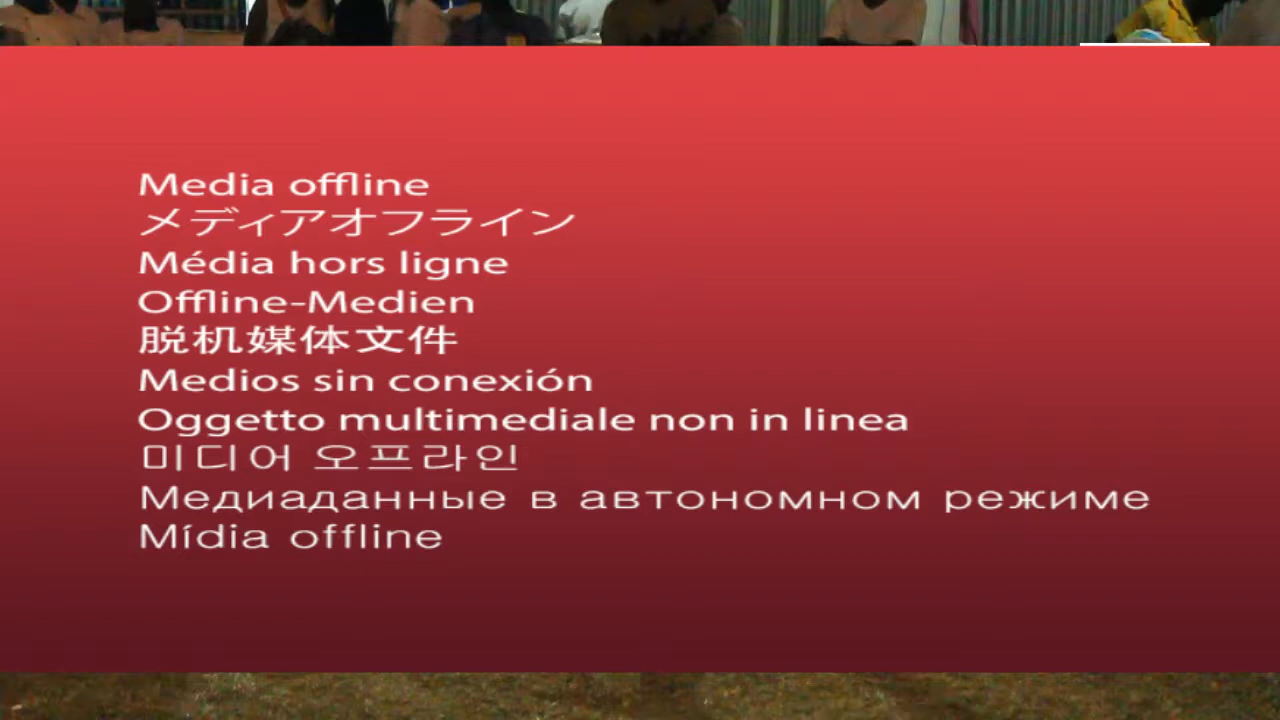 Media offline
メディアオフライン
Média hors ligne
Offline-Medien
脱机媒体文件
Medios sin conexión
Oggetto multimediale non in linea
미디어 오프라인
Медиаданные в автономном режиме
Mídia offline